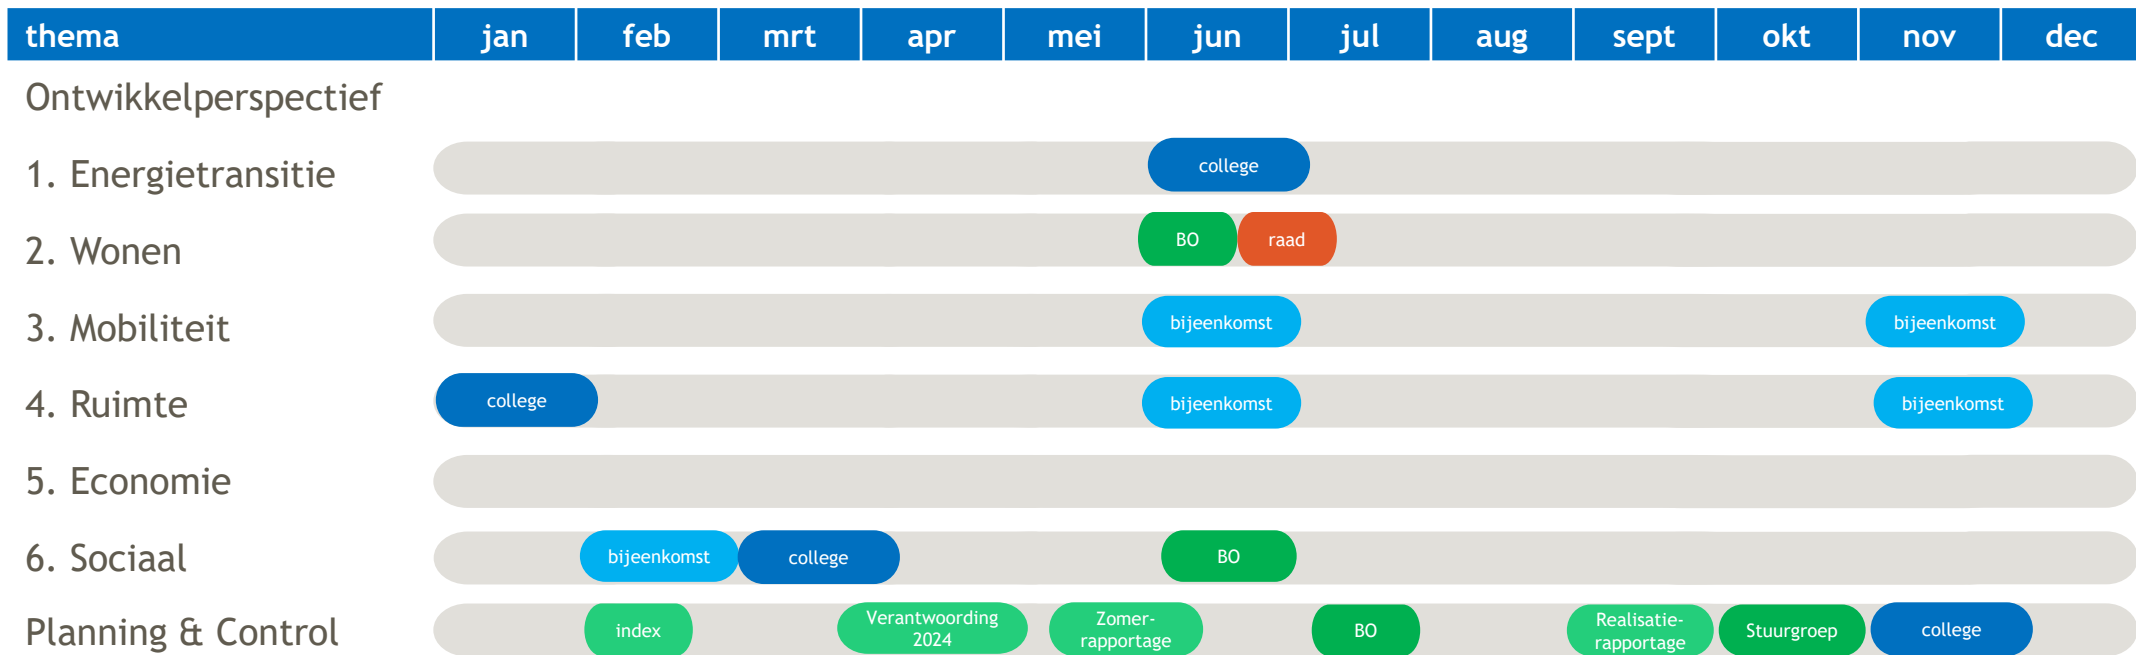 thema jan feb mrt apr mei jun jul aug sept okt nov dec
Ontwikkelperspectief
1. Energietransitie college
2. Wonen BO raad
3. Mobiliteit bijeenkomst bijeenkomst
4. Ruimte college bijeenkomst bijeenkomst
5. Economie
6. Sociaal bijeenkomst college BO
Planning & Control index Verantwoording
2024 Zomer-
rapportage BO Realisatie-
rapportage Stuurgroep college